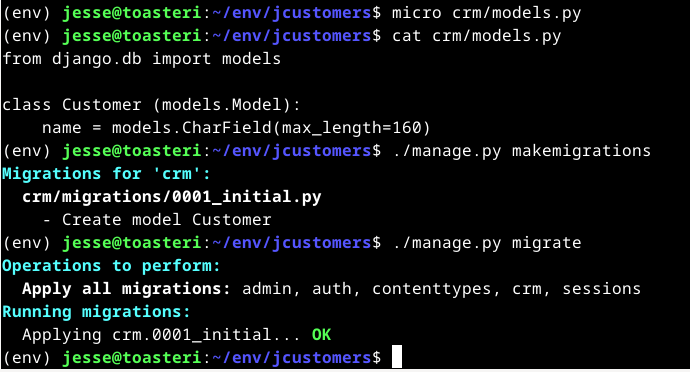 (env) jesse@toasteri:~/env/jcustomers$ micro crm/models.py
(env) jesse@toasteri:~/env/jcustomers$ cat crm/models.py
from django.db import models

class Customer (models.Model):
    name = models.CharField(max_length=160)
(env) jesse@toasteri:~/env/jcustomers$ ./manage.py makemigrations
Migrations for 'crm':
  crm/migrations/0001_initial.py
    - Create model Customer
(env) jesse@toasteri:~/env/jcustomers$ ./manage.py migrate
Operations to perform:
  Apply all migrations: admin, auth, contenttypes, crm, sessions
Running migrations:
  Applying crm.0001_initial... OK
(env) jesse@toasteri:~/env/jcustomers$